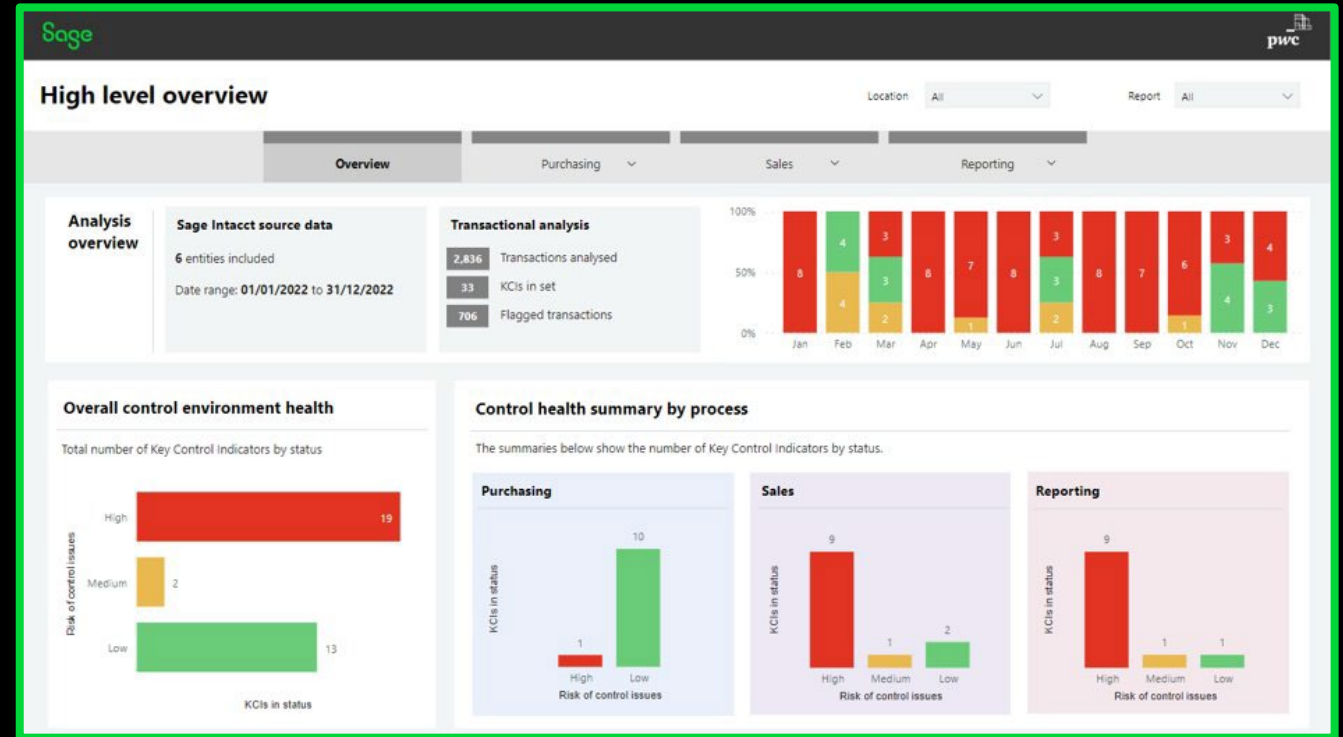 Sage
pwc
High level overview
Location All
Report All
Overview
Purchasing
Sales
Reporting
Analysis
overview
Sage Intacct source data
6 entities included
Date range: 01/01/2022 to 31/12/2022
Transactional analysis
2,836 Transactions analysed
33 KCIs in set
706 Flagged transactions
100%
50%
0%
8
4
4
3
3
2
8
7
1
8
3
3
2
8
7
6
1
3
4
4
3
Jan Feb Mar Apr May Jun Jul Aug Sep Oct Nov Dec
Overall control environment health
Total number of Key Control Indicators by status
Risk of control issues
High 19
Medium 2
Low 13
KCIs in status
Control health summary by process
The summaries below show the number of Key Control Indicators by status.
Purchasing
KCIs in status
1 10
High Low
Risk of control issues
Sales
KCIs in status
9 1 2
High Medium Low
Risk of control issues
Reporting
KCIs in status
9 1 1
High Medium Low
Risk of control issues